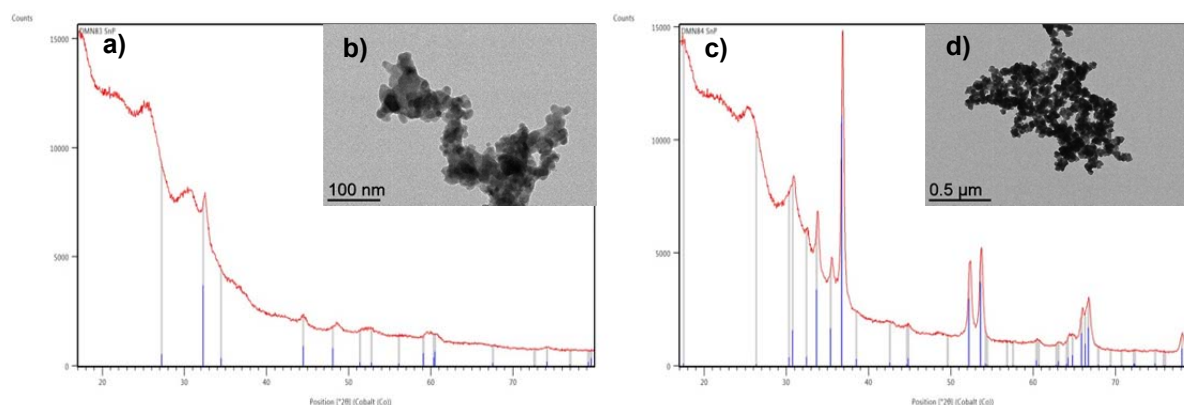 Counts
DMN83 SnP
a)
b)
100 nm
15000
10000
5000
0
20
30
40
50
60
70
Position [°2θ] (Cobalt (Co))
Counts
DMN84 SnP
c)
d)
0.5 µm
15000
10000
5000
0
20
30
40
50
60
70
Position [°2θ] (Cobalt (Co))